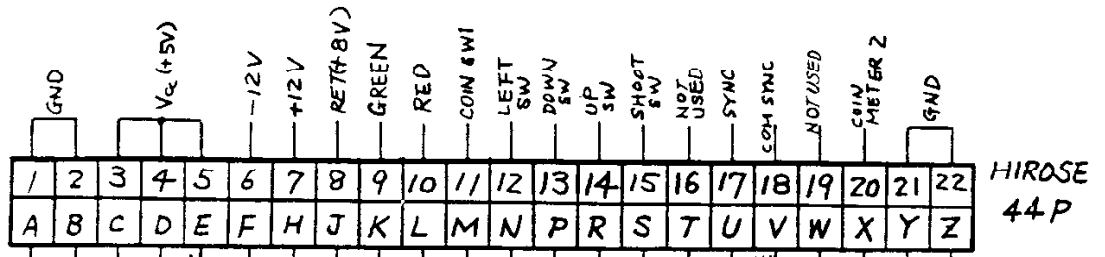 GND
Vcc (+5V)
-12V
+12V
RET(+8V)
GREEN
RED
COIN SW1
LEFT
SW
DOWN
SW
UP
SW
SHOOT
SW
NOT
USED
SYNC
COM SYNC
NOT USED
COIN
METER 2
GND
1 2 3 4 5 6 7 8 9 10 11 12 13 14 15 16 17 18 19 20 21 22
A B C D E F H J K L M N P R S T U V W X Y Z
HIROSE
44P